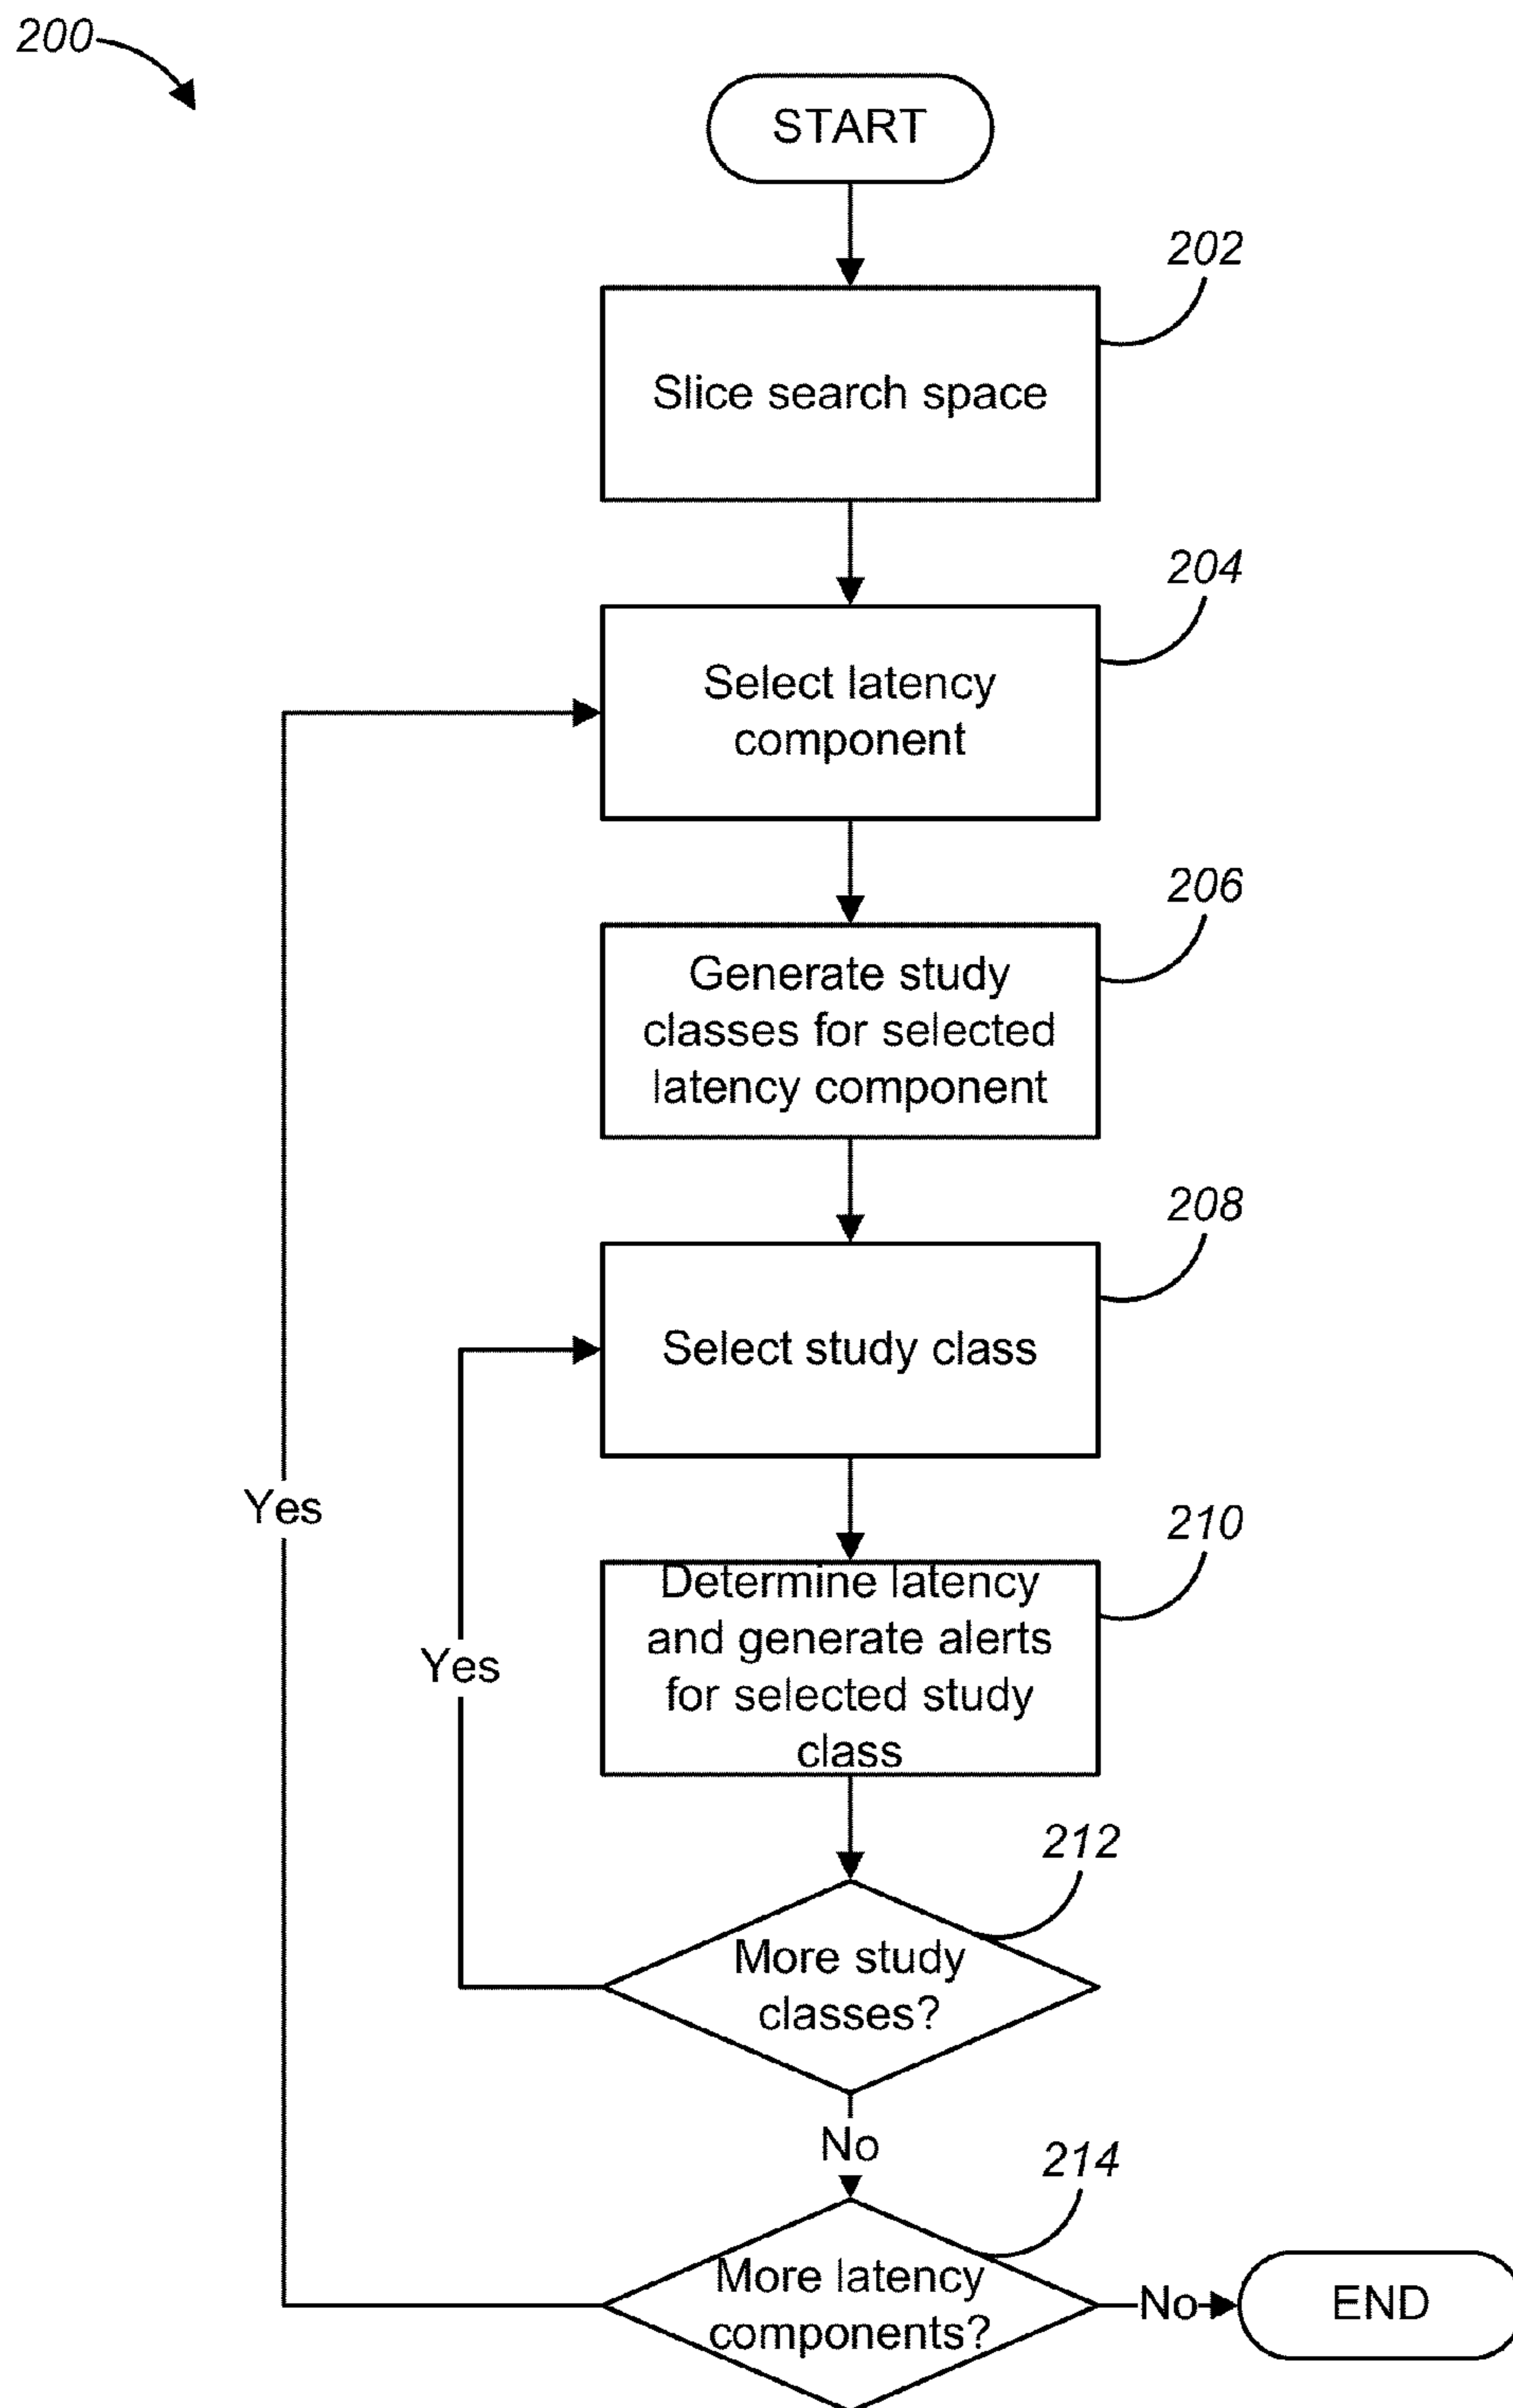 200
START
202
Slice search space
204
Select latency
component
206
Generate study
classes for selected
latency component
208
Select study class
Yes
210
Determine latency
and generate alerts
for selected study
class
Yes
212
More study
classes?
No
214
More latency
components?
No
END